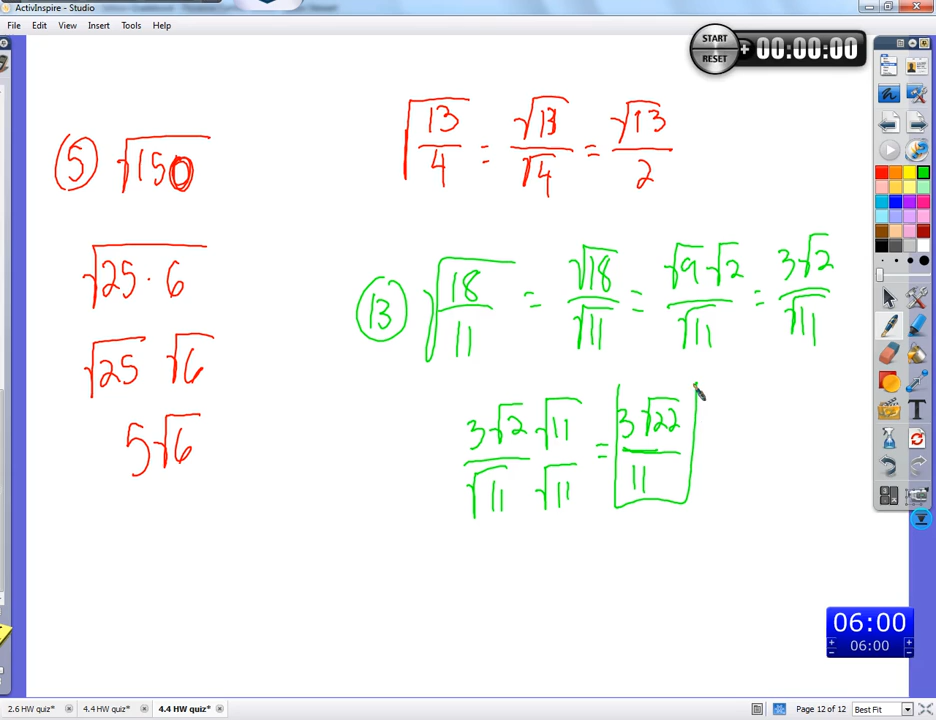 ActivInspire - Studio
File Edit View Insert Tools Help
START
RESET
00:00:00
⑤ √150
√25 · 6
√25 √6
5√6
√13/4 = √13/√4 = √13/2
⑬ √18/11 = √18/√11 = √9·√2/√11 = 3√2/√11
3√2 √11/√11 √11 = 3√22/11
06:00
06:00
2.6 HW quiz* 4.4 HW quiz* 4.4 HW quiz* Page 12 of 12 Best Fit